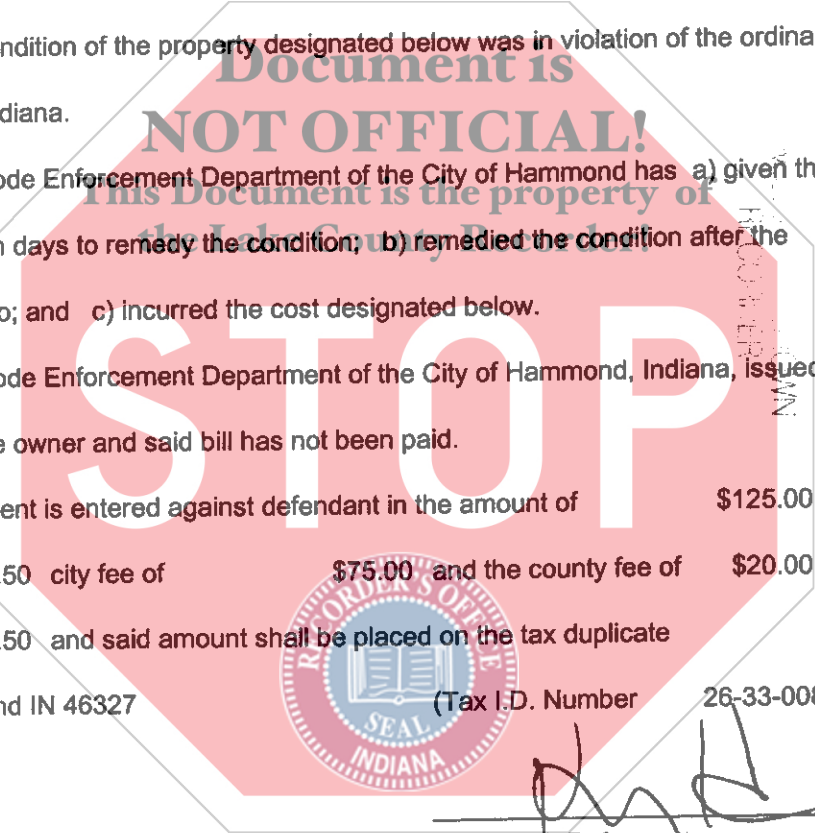 ndition of the property designated below was in violation of the ordina
Document is
diana.
NOT OFFICIAL!
ode Enforcement Department of the City of Hammond has a) given th
This Document is the property of
n days to remedy the condition; b) remedied the condition after the
the Lake County Recorder!
o; and c) incurred the cost designated below.
STOP
ode Enforcement Department of the City of Hammond, Indiana, issued
e owner and said bill has not been paid.
ent is entered against defendant in the amount of $125.00
.50 city fee of $75.00 and the county fee of $20.00
.50 and said amount shall be placed on the tax duplicate
nd IN 46327 (Tax I.D. Number 26-33-008
RECORDER'S OFFICE
SEAL
INDIANA